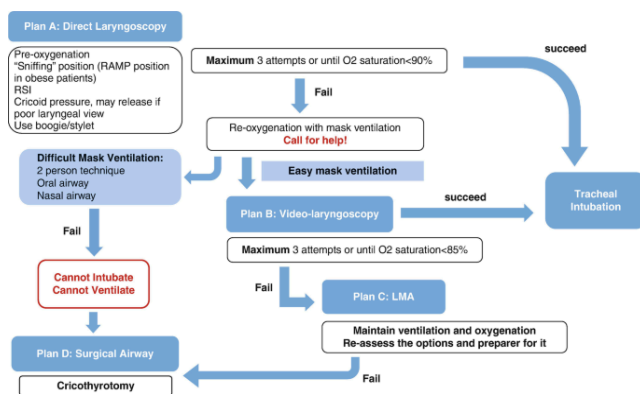 Plan A: Direct Laryngoscopy
Pre-oxygenation
“Sniffing” position (RAMP position
in obese patients)
RSI
Cricoid pressure, may release if
poor laryngeal view
Use boogie/stylet
Maximum 3 attempts or until O2 saturation<90%
succeed
Fail
Re-oxygenation with mask ventilation
Call for help!
Difficult Mask Ventilation:
2 person technique
Oral airway
Nasal airway
Easy mask ventilation
Plan B: Video-laryngoscopy
succeed
Tracheal
Intubation
Maximum 3 attempts or until O2 saturation<85%
Fail
Cannot Intubate
Cannot Ventilate
Fail
Plan C: LMA
Maintain ventilation and oxygenation
Re-assess the options and preparer for it
Plan D: Surgical Airway
Fail
Cricothyrotomy